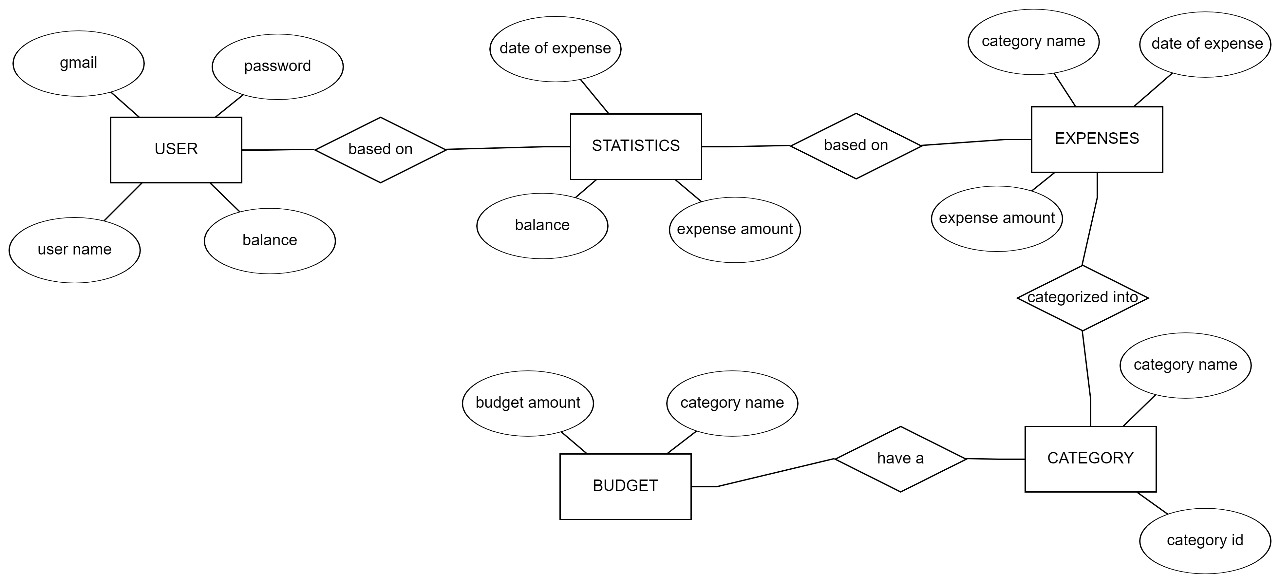 gmail
password
USER
user name
balance
based on
date of expense
STATISTICS
balance
expense amount
based on
category name
date of expense
EXPENSES
expense amount
categorized into
category name
CATEGORY
category id
have a
budget amount
category name
BUDGET